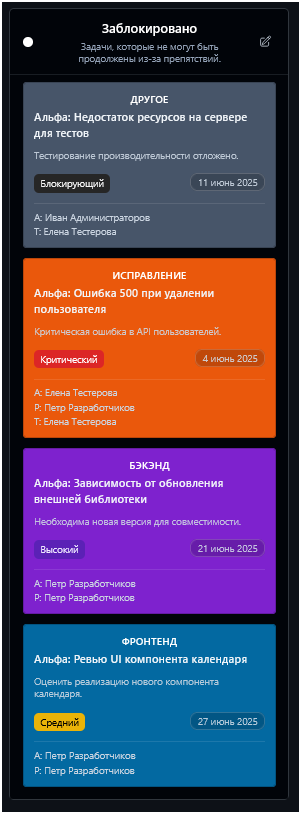 Заблокировано
Задачи, которые не могут быть
продолжены из-за препятствий.
ДРУГОЕ
Альфа: Недостаток ресурсов на сервере
для тестов
Тестирование производительности отложено.
Блокирующий
11 июнь 2025
А: Иван Администраторов
Т: Елена Тестерова
ИСПРАВЛЕНИЕ
Альфа: Ошибка 500 при удалении
пользователя
Критическая ошибка в API пользователей.
Критический
4 июнь 2025
А: Елена Тестерова
Р: Петр Разработчиков
Т: Елена Тестерова
БЭКЭНД
Альфа: Зависимость от обновления
внешней библиотеки
Необходима новая версия для совместимости.
Высокий
21 июнь 2025
А: Петр Разработчиков
Р: Петр Разработчиков
ФРОНТЕНД
Альфа: Ревью UI компонента календаря
Оценить реализацию нового компонента
календаря.
Средний
27 июнь 2025
А: Петр Разработчиков
Р: Петр Разработчиков